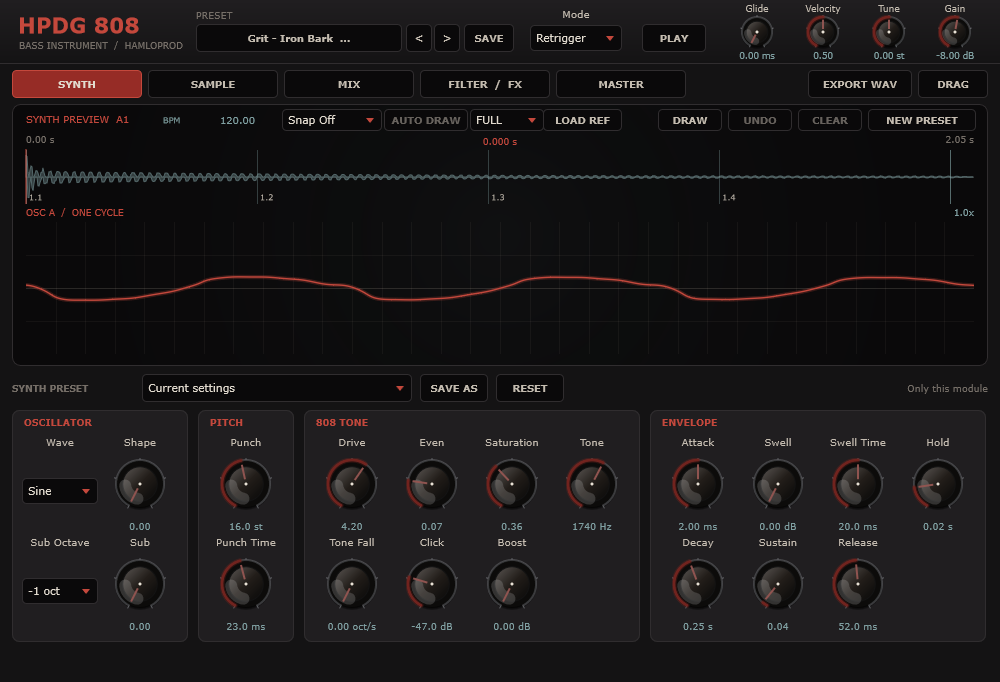 HPDG 808
BASS INSTRUMENT / HAMLOPROD
PRESET
Grit - Iron Bark ...
<
>
SAVE
Mode
Retrigger
PLAY
Glide
Velocity
Tune
Gain
0.00 ms
0.50
0.00 st
-8.00 dB
SYNTH
SAMPLE
MIX
FILTER / FX
MASTER
EXPORT WAV
DRAG
SYNTH PREVIEW A1
BPM
120.00
Snap Off
AUTO DRAW
FULL
LOAD REF
DRAW
UNDO
CLEAR
NEW PRESET
0.00 s
0.000 s
2.05 s
1.1
1.2
1.3
1.4
OSC A / ONE CYCLE
1.0x
SYNTH PRESET
Current settings
SAVE AS
RESET
Only this module
OSCILLATOR
Wave
Shape
Sine
0.00
Sub Octave
Sub
-1 oct
0.00
PITCH
Punch
16.0 st
Punch Time
23.0 ms
808 TONE
Drive
Even
Saturation
Tone
4.20
0.07
0.36
1740 Hz
Tone Fall
Click
Boost
0.00 oct/s
-47.0 dB
0.00 dB
ENVELOPE
Attack
Swell
Swell Time
Hold
2.00 ms
0.00 dB
20.0 ms
0.02 s
Decay
Sustain
Release
0.25 s
0.04
52.0 ms